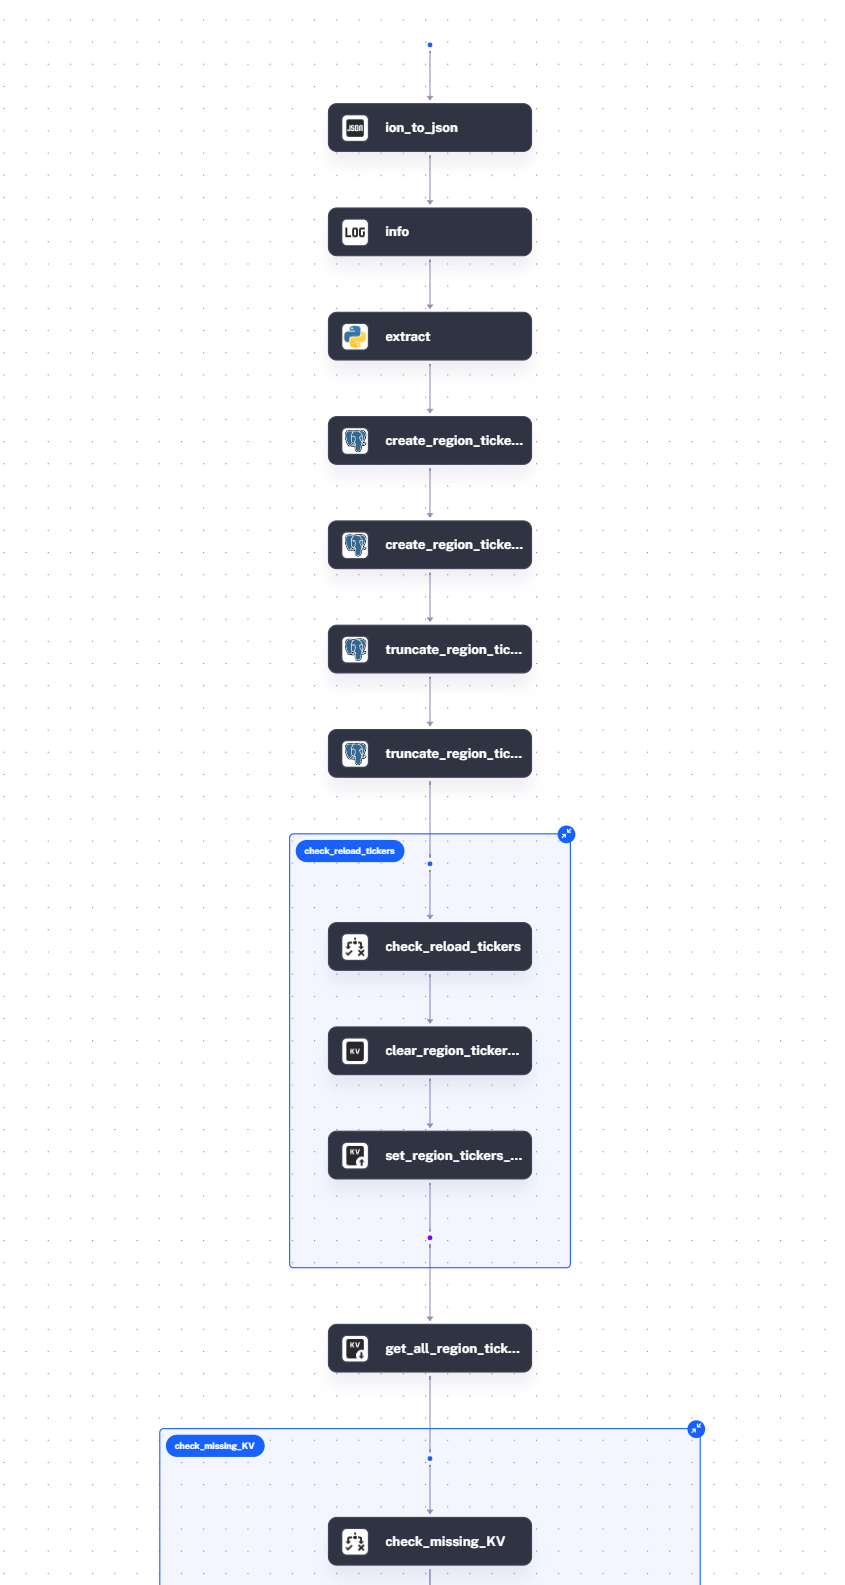 JSON
ion_to_json
LOG
info
extract
create_region_ticke...
create_region_ticke...
truncate_region_tic...
truncate_region_tic...
check_reload_tickers
check_reload_tickers
KV
clear_region_ticker...
KV
set_region_tickers_...
KV
get_all_region_tick...
check_missing_KV
check_missing_KV